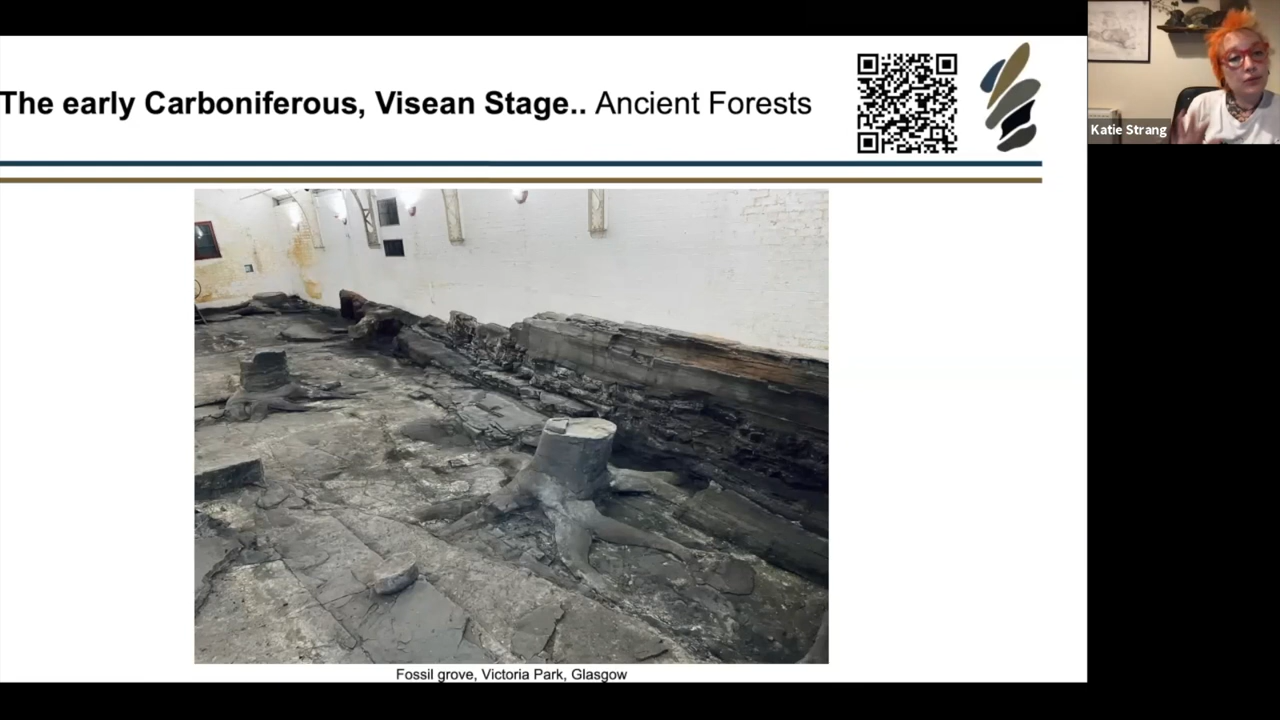 The early Carboniferous, Visean Stage.. Ancient Forests
Katie Strang
Fossil grove, Victoria Park, Glasgow